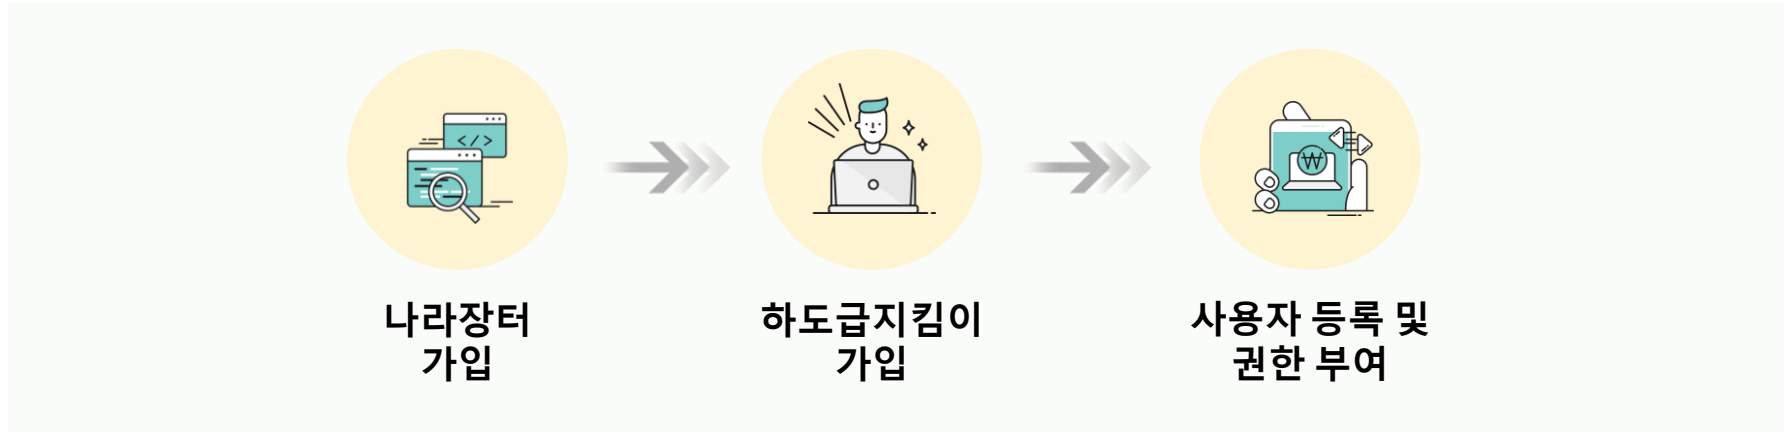 나라장터
가입
하도급지킴이
가입
사용자 등록 및
권한 부여